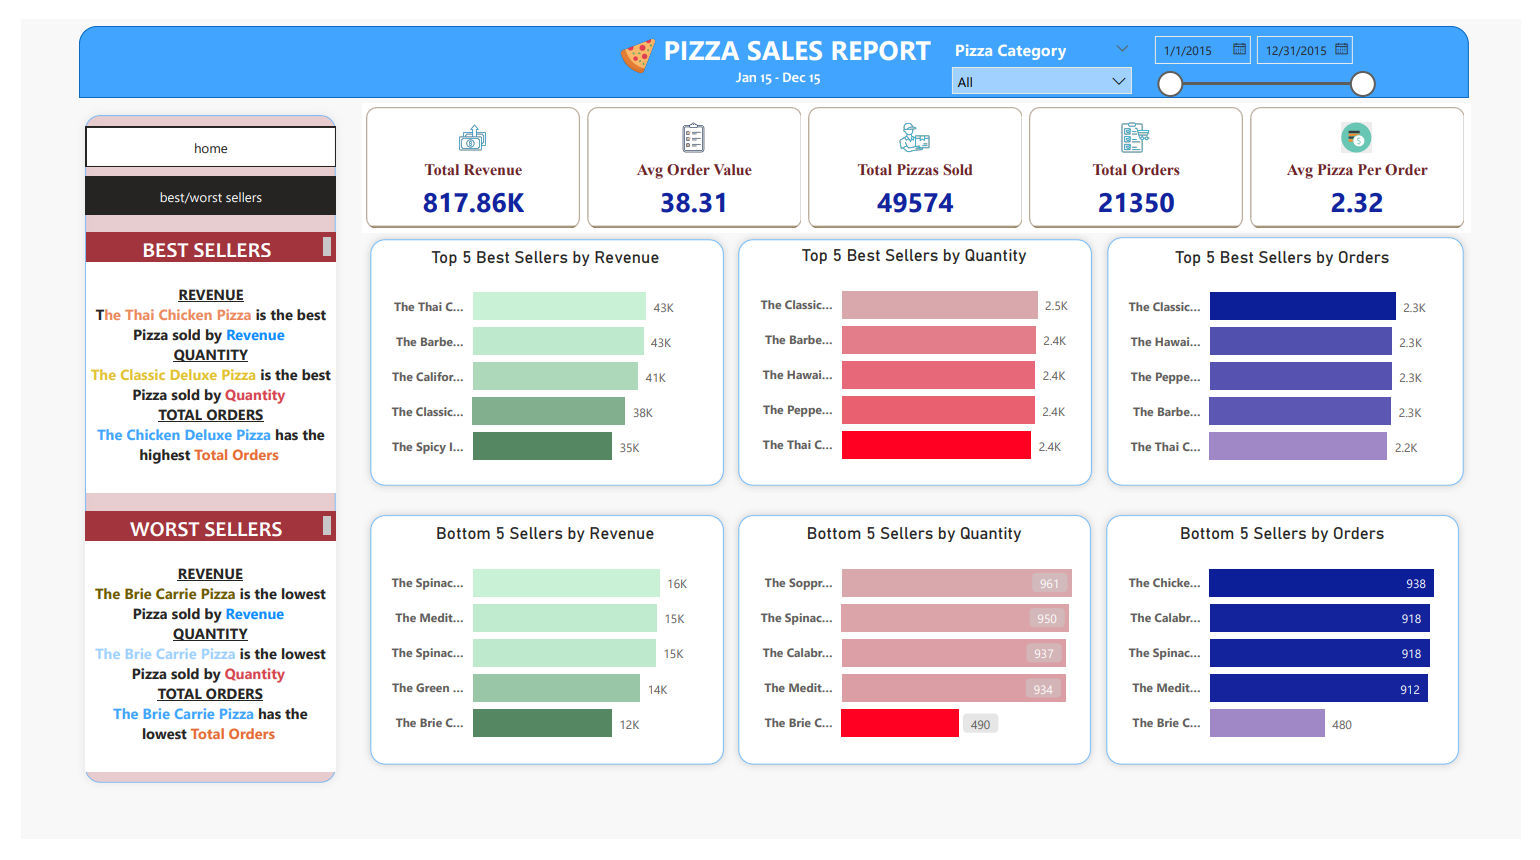 PIZZA SALES REPORT
Jan 15 - Dec 15
Pizza Category
All
1/1/2015
12/31/2015
home
best/worst sellers
BEST SELLERS
REVENUE
The Thai Chicken Pizza is the best
Pizza sold by Revenue
QUANTITY
The Classic Deluxe Pizza is the best
Pizza sold by Quantity
TOTAL ORDERS
The Chicken Deluxe Pizza has the
highest Total Orders
WORST SELLERS
REVENUE
The Brie Carrie Pizza is the lowest
Pizza sold by Revenue
QUANTITY
The Brie Carrie Pizza is the lowest
Pizza sold by Quantity
TOTAL ORDERS
The Brie Carrie Pizza has the
lowest Total Orders
Total Revenue
817.86K
Avg Order Value
38.31
Total Pizzas Sold
49574
Total Orders
21350
Avg Pizza Per Order
2.32
Top 5 Best Sellers by Revenue
The Thai C... 43K
The Barbe... 43K
The Califor... 41K
The Classic... 38K
The Spicy I... 35K
Top 5 Best Sellers by Quantity
The Classic... 2.5K
The Barbe... 2.4K
The Hawai... 2.4K
The Peppe... 2.4K
The Thai C... 2.4K
Top 5 Best Sellers by Orders
The Classic... 2.3K
The Hawai... 2.3K
The Peppe... 2.3K
The Barbe... 2.3K
The Thai C... 2.2K
Bottom 5 Sellers by Revenue
The Spinac... 16K
The Medit... 15K
The Spinac... 15K
The Green ... 14K
The Brie C... 12K
Bottom 5 Sellers by Quantity
The Soppr... 961
The Spinac... 950
The Calabr... 937
The Medit... 934
The Brie C... 490
Bottom 5 Sellers by Orders
The Chicke... 938
The Calabr... 918
The Spinac... 918
The Medit... 912
The Brie C... 480